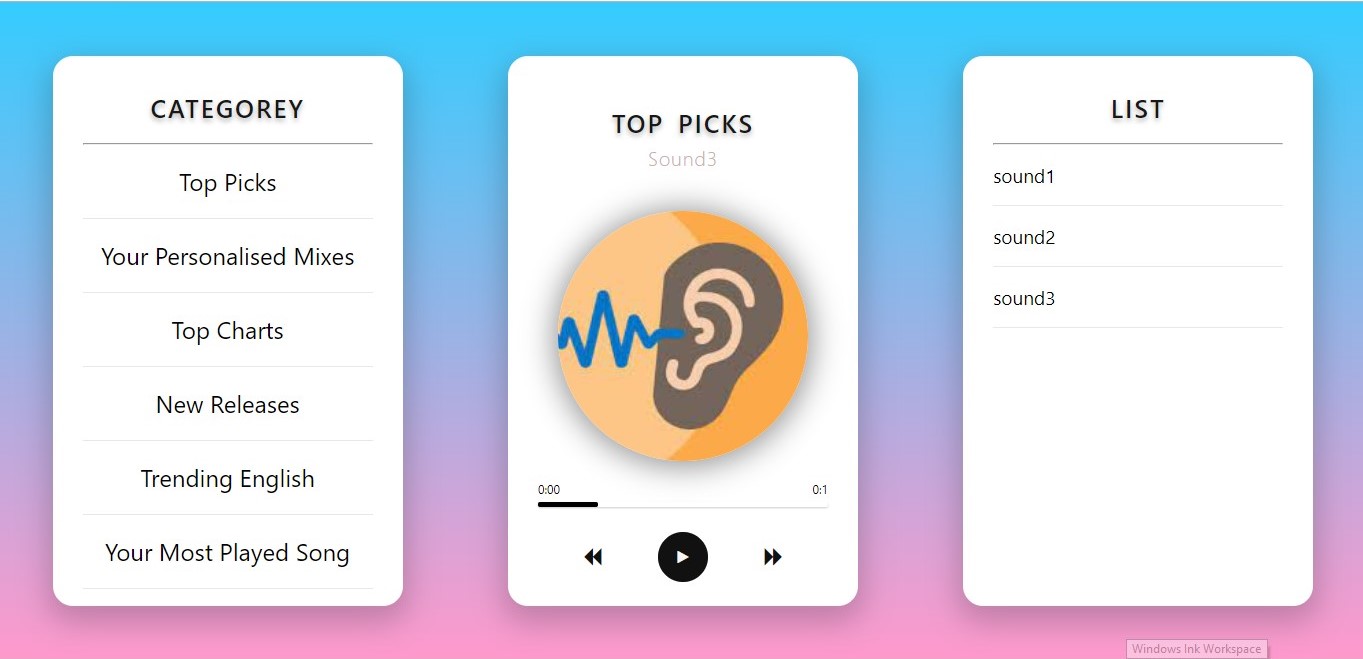 CATEGOREY
Top Picks
Your Personalised Mixes
Top Charts
New Releases
Trending English
Your Most Played Song
TOP PICKS
Sound3
0:00 0:1
LIST
sound1
sound2
sound3
Windows Ink Workspace